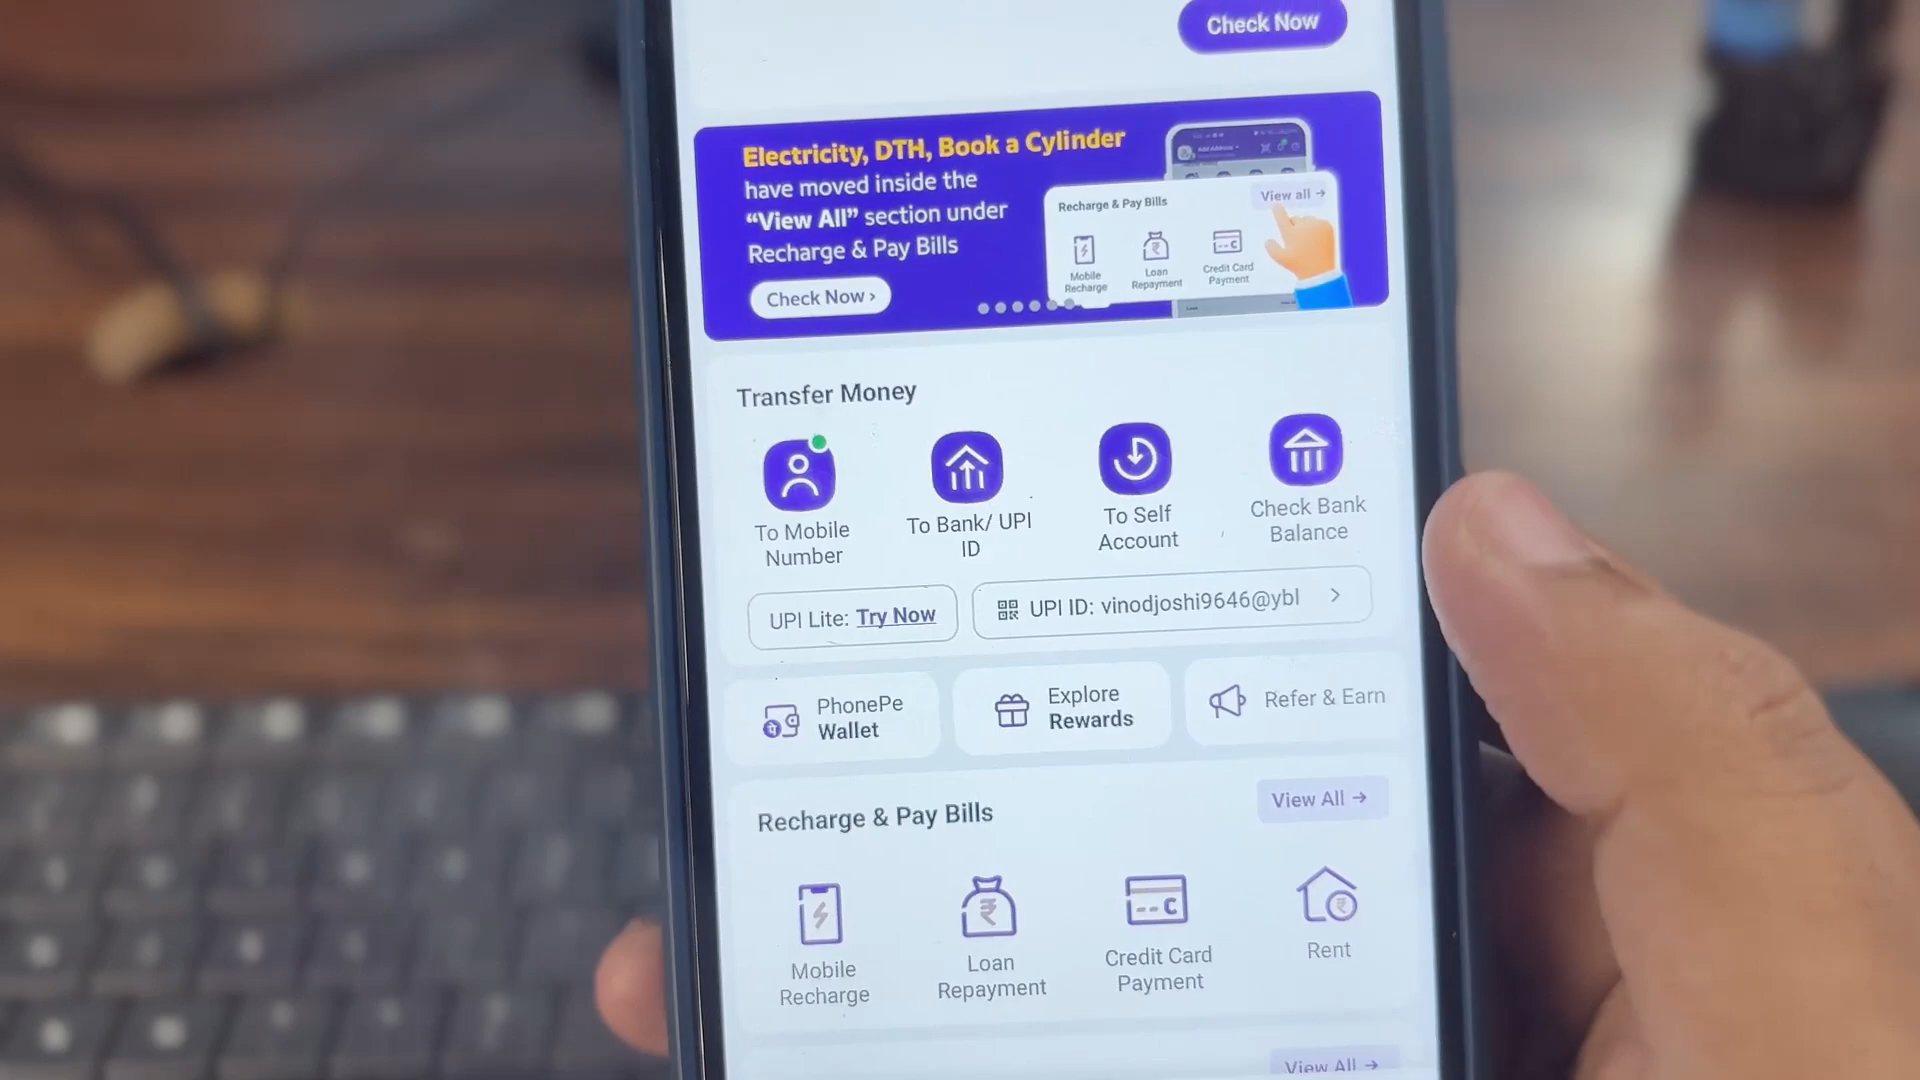 Check Now
Electricity, DTH, Book a Cylinder
have moved inside the
“View All” section under
Recharge & Pay Bills
Check Now ›
Recharge & Pay Bills
View all →
Mobile
Recharge
Loan
Repayment
Credit Card
Payment
Transfer Money
To Mobile
Number
To Bank/ UPI
ID
To Self
Account
Check Bank
Balance
UPI Lite: Try Now
UPI ID: vinodjoshi9646@ybl
PhonePe
Wallet
Explore
Rewards
Refer & Earn
Recharge & Pay Bills
View All →
Mobile
Recharge
Loan
Repayment
Credit Card
Payment
Rent
View All →